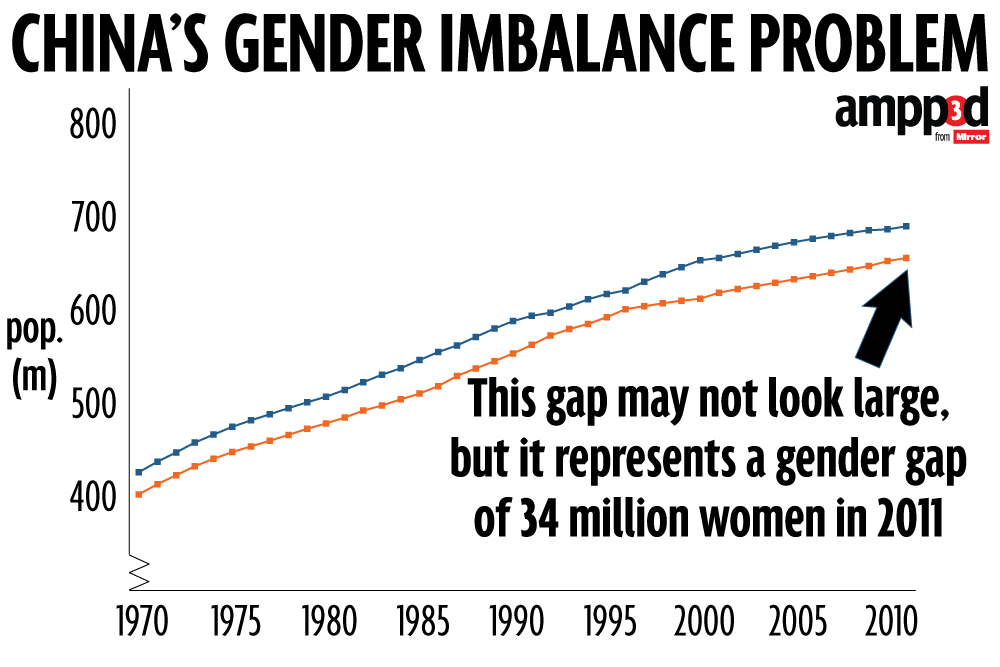 CHINA'S GENDER IMBALANCE PROBLEM
ampp3d
from Mirror
800
700
600
500
400
pop.
(m)
This gap may not look large,
but it represents a gender gap
of 34 million women in 2011
1970 1975 1980 1985 1990 1995 2000 2005 2010